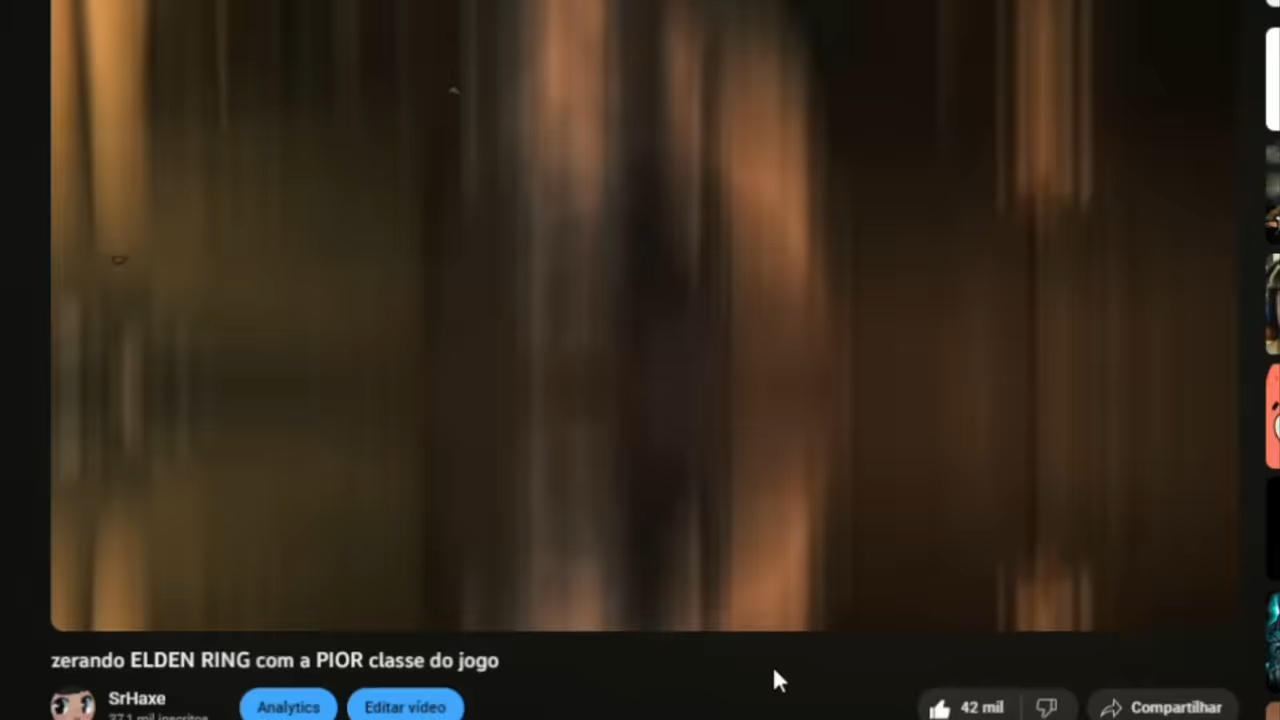 zerando ELDEN RING com a PIOR classe do jogo
SrHaxe
Analytics
Editar vídeo
42 mil
Compartilhar